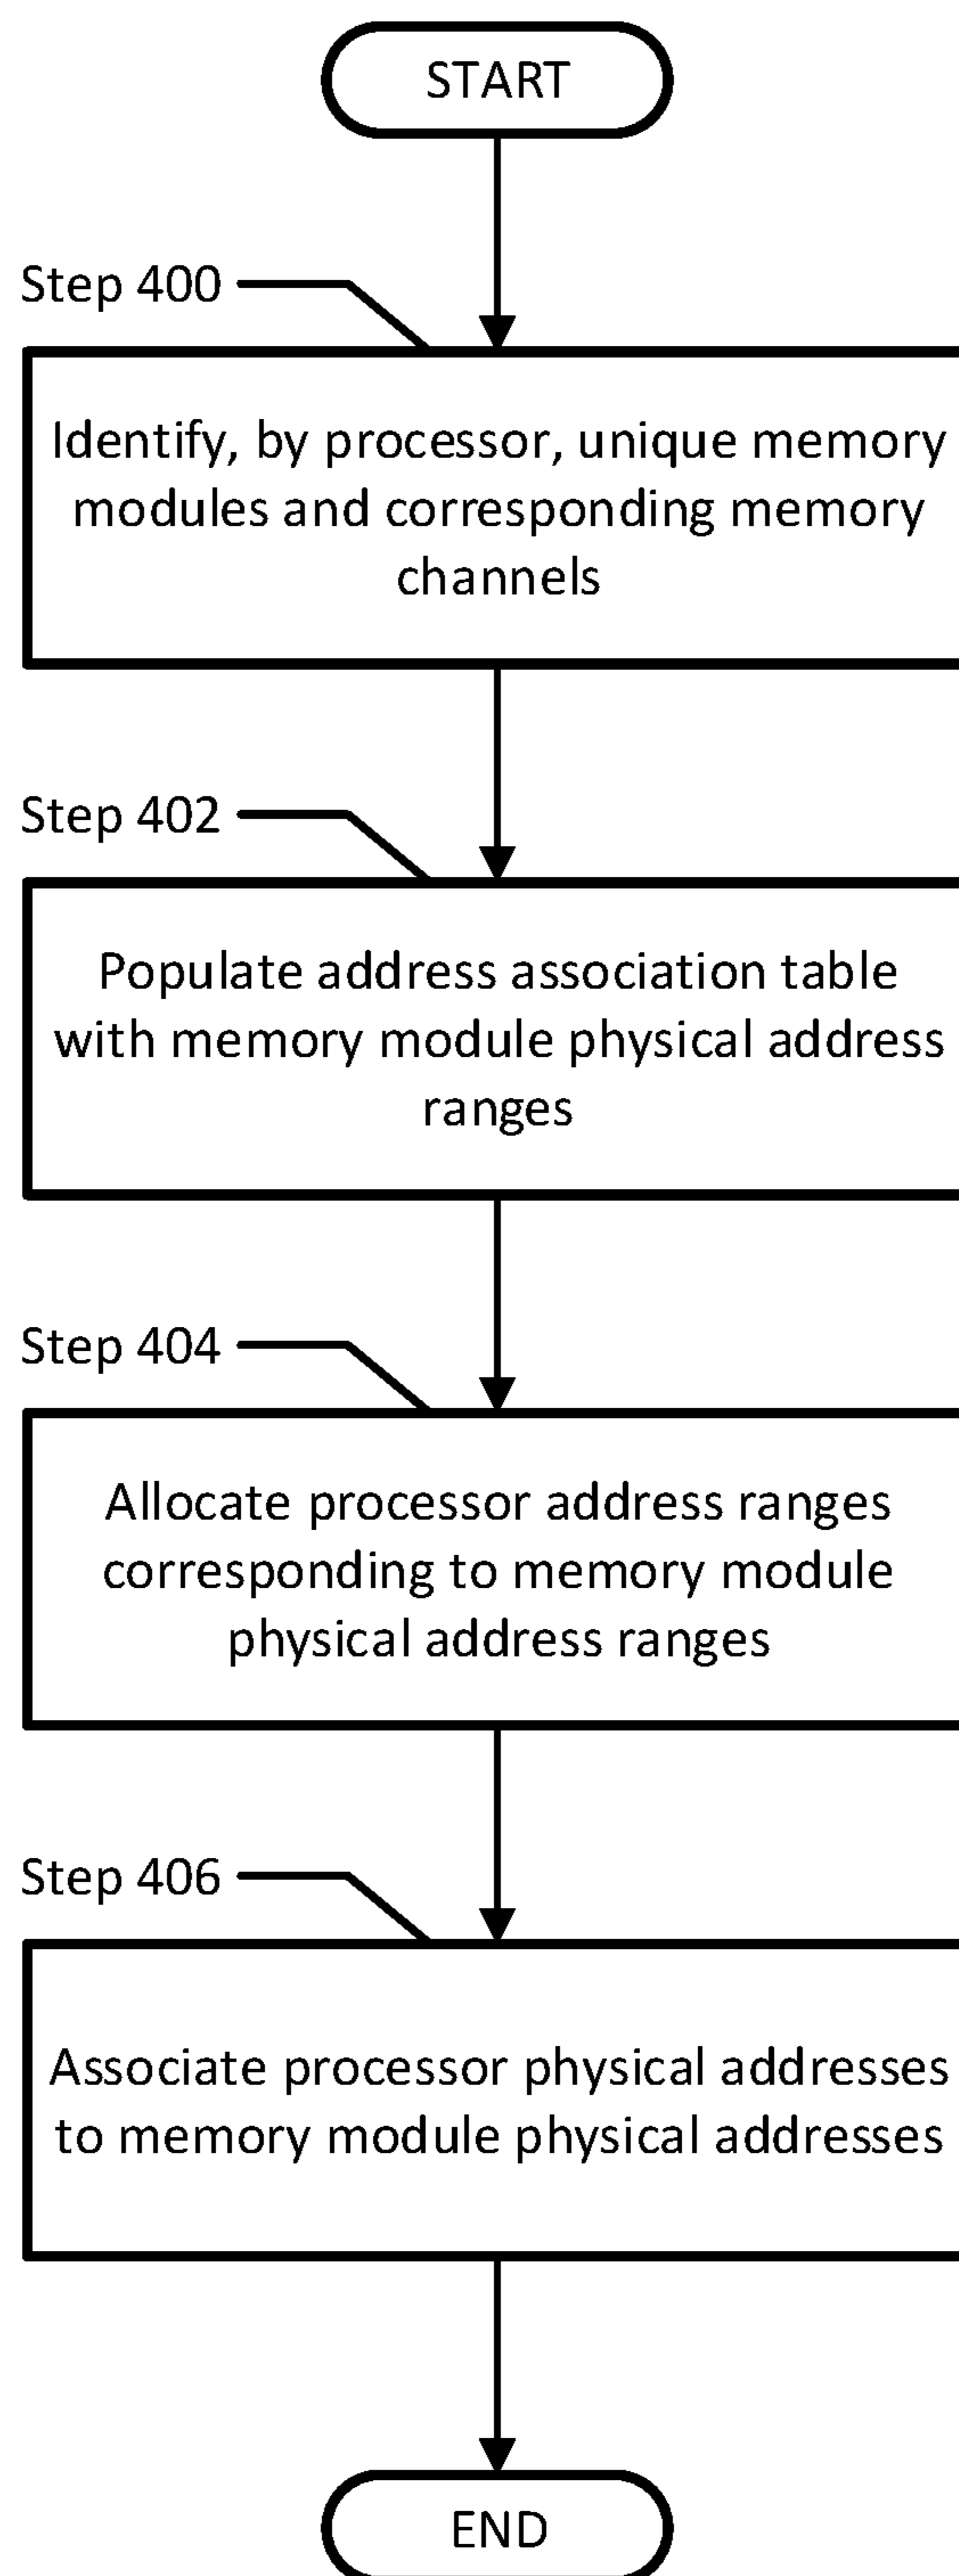 START
Step 400
Identify, by processor, unique memory
modules and corresponding memory
channels
Step 402
Populate address association table
with memory module physical address
ranges
Step 404
Allocate processor address ranges
corresponding to memory module
physical address ranges
Step 406
Associate processor physical addresses
to memory module physical addresses
END